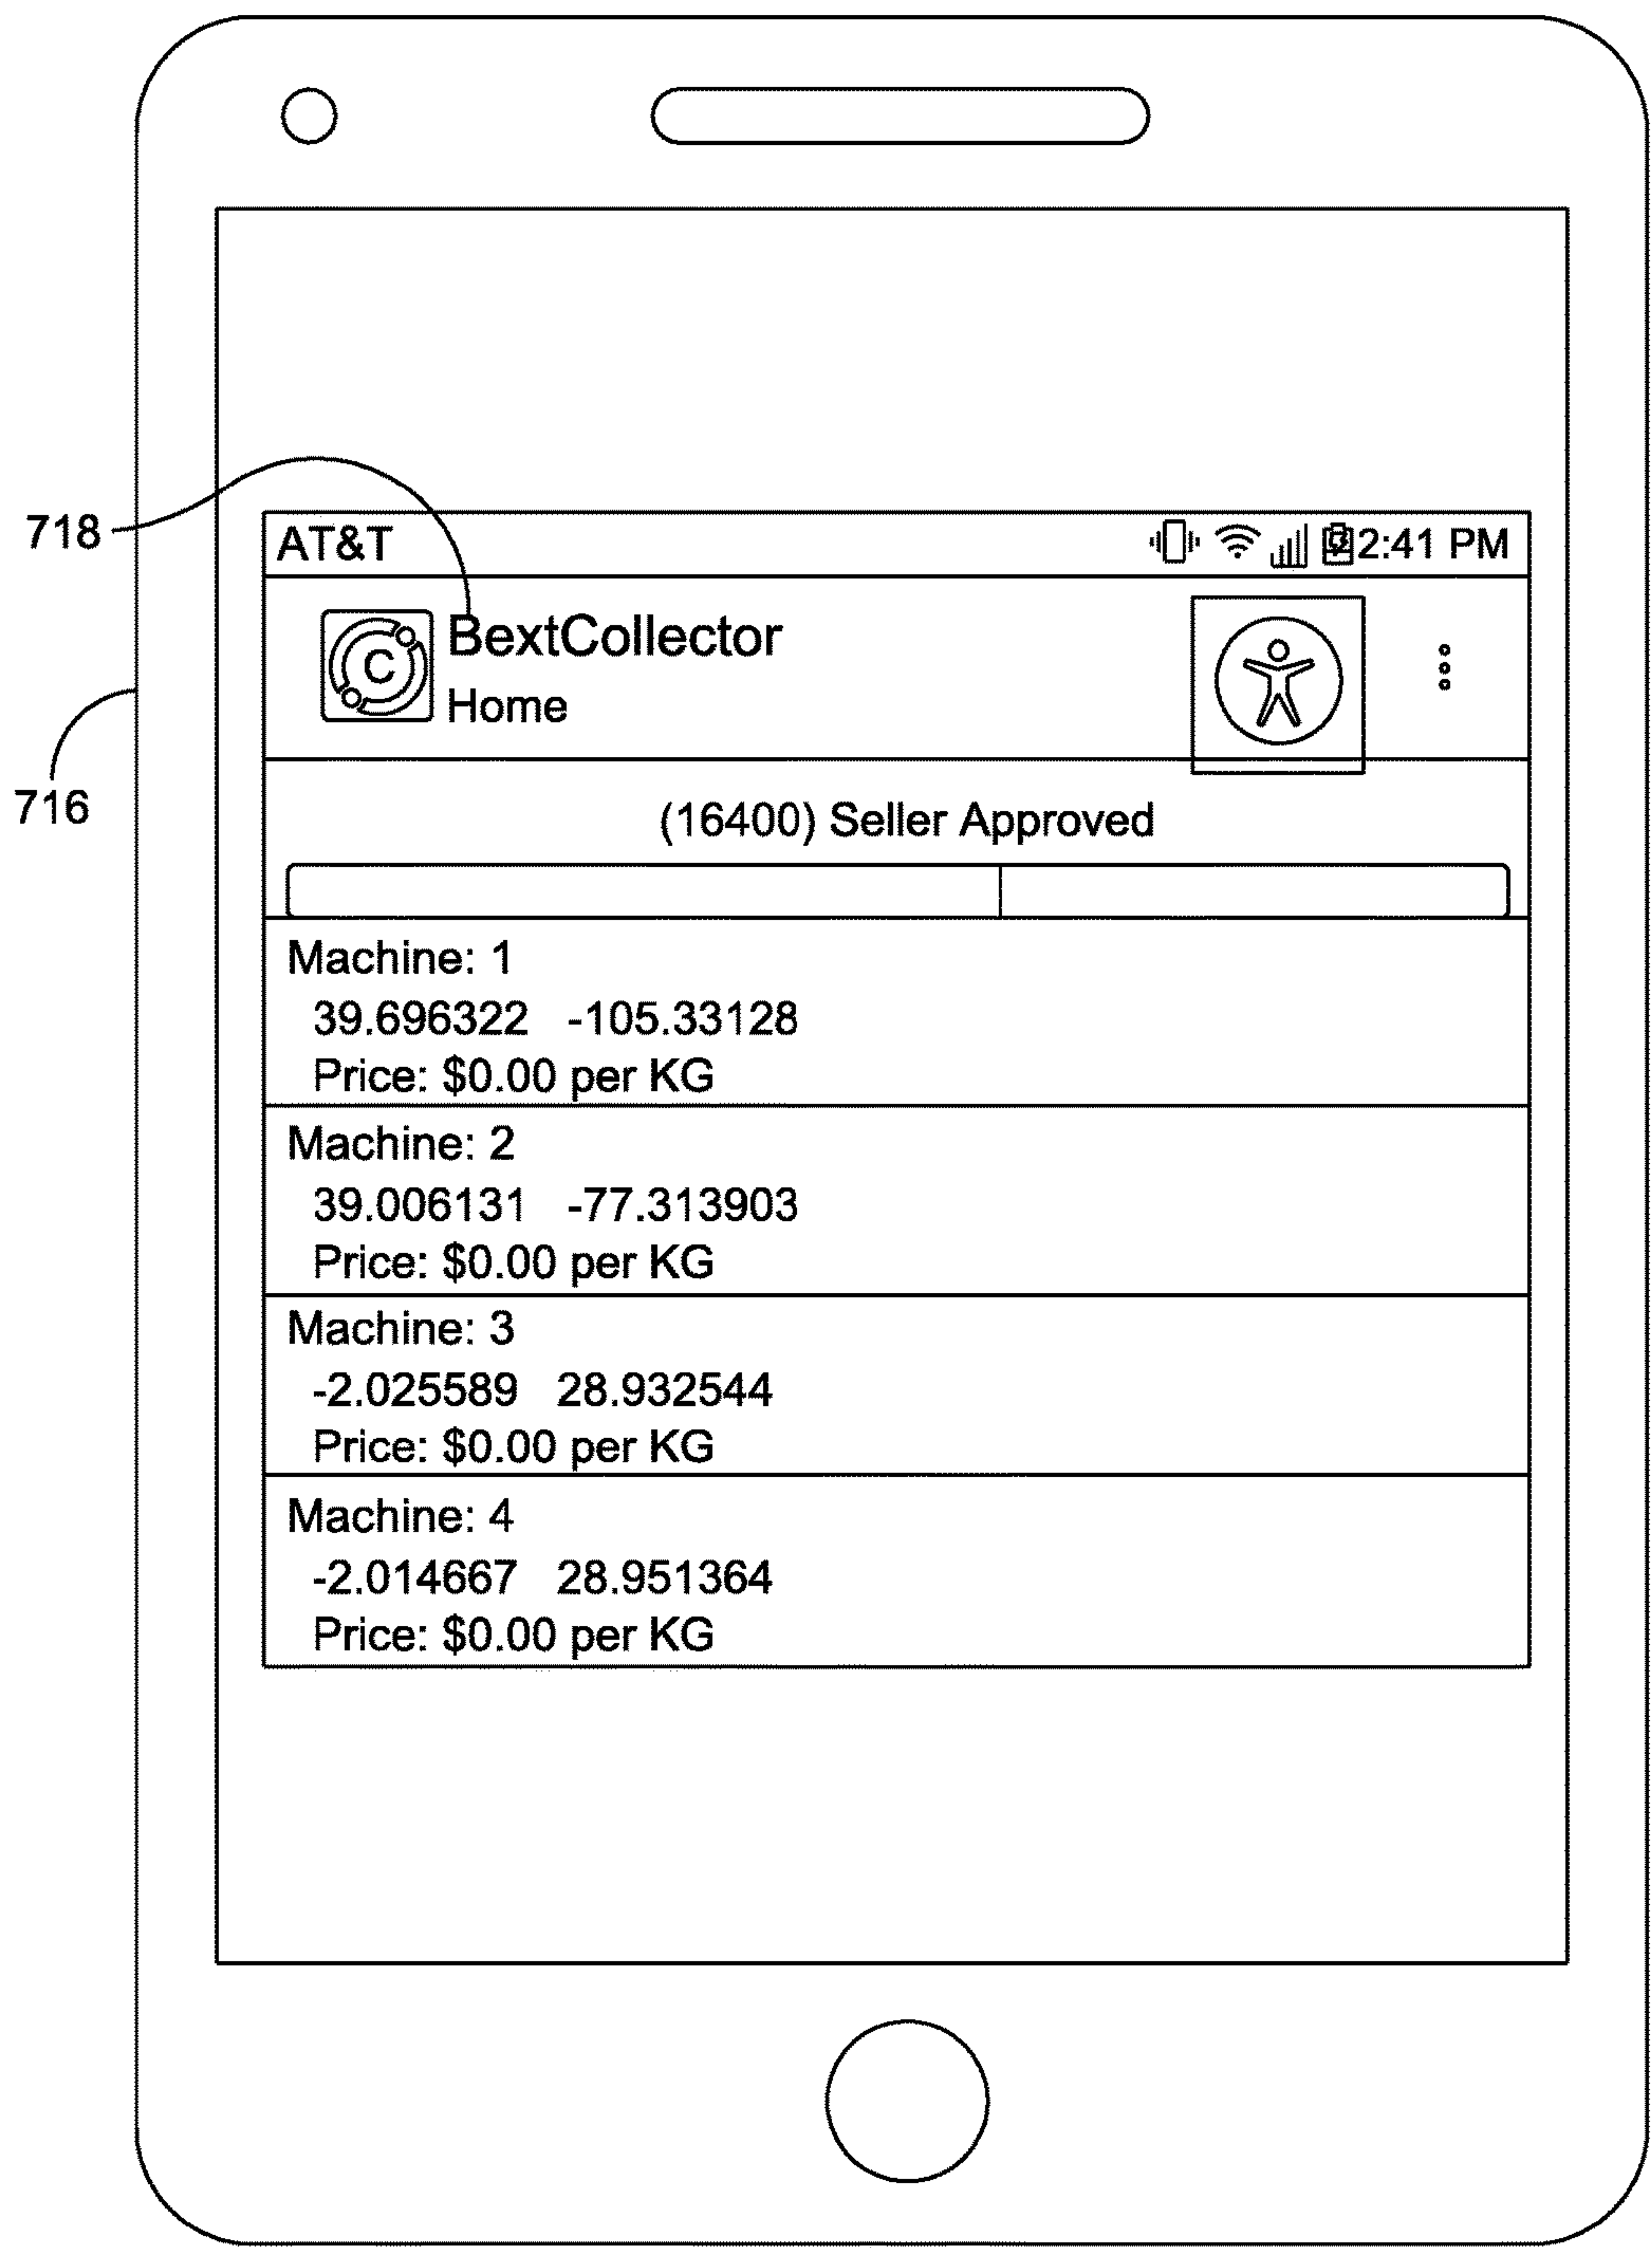 718
716
AT&T 2:41 PM
C
BextCollector
Home
(16400) Seller Approved
Machine: 1
39.696322 -105.33128
Price: $0.00 per KG
Machine: 2
39.006131 -77.313903
Price: $0.00 per KG
Machine: 3
-2.025589 28.932544
Price: $0.00 per KG
Machine: 4
-2.014667 28.951364
Price: $0.00 per KG